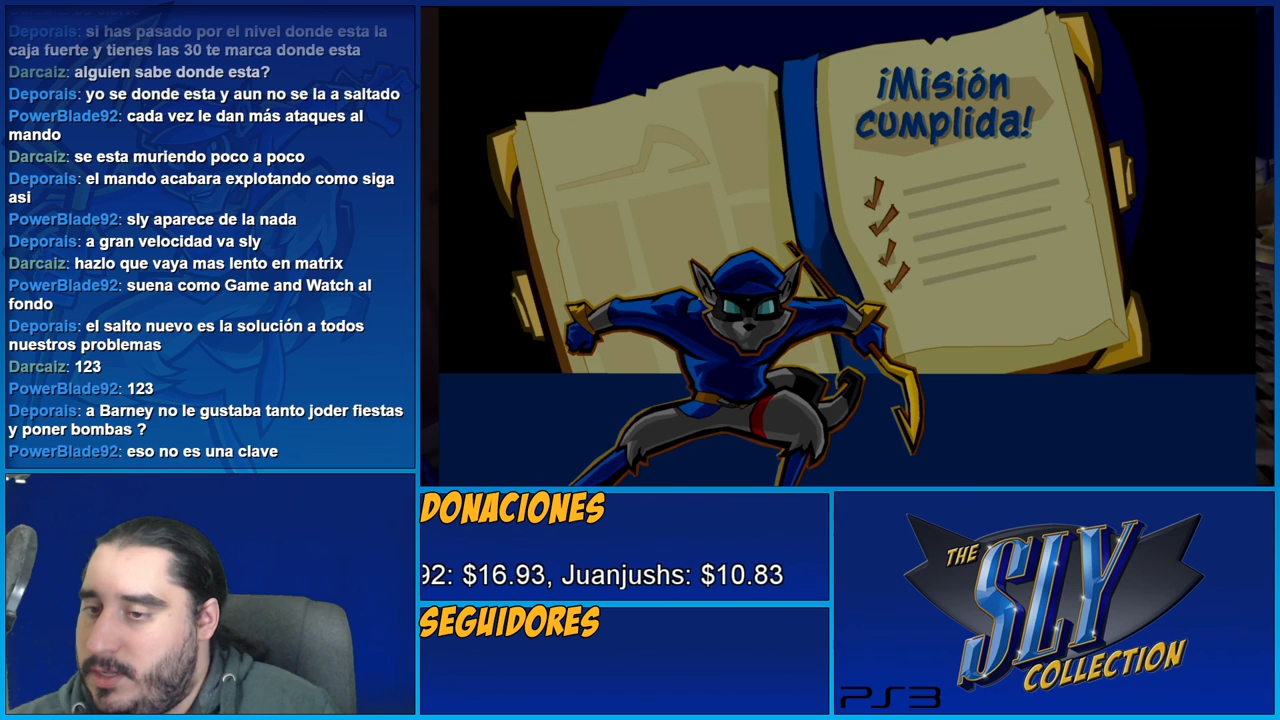 Deporais: si has pasado por el nivel donde esta la
caja fuerte y tienes las 30 te marca donde esta
Darcaiz: alguien sabe donde esta?
Deporais: yo se donde esta y aun no se la a saltado
PowerBlade92: cada vez le dan más ataques al
mando
Darcaiz: se esta muriendo poco a poco
Deporais: el mando acabara explotando como siga
asi
PowerBlade92: sly aparece de la nada
Deporais: a gran velocidad va sly
Darcaiz: hazlo que vaya mas lento en matrix
PowerBlade92: suena como Game and Watch al
fondo
Deporais: el salto nuevo es la solución a todos
nuestros problemas
Darcaiz: 123
PowerBlade92: 123
Deporais: a Barney no le gustaba tanto joder fiestas
y poner bombas ?
PowerBlade92: eso no es una clave
¡Misión
cumplida!
DONACIONES
92: $16.93, Juanjushs: $10.83
SEGUIDORES
THE
SLY
COLLECTION
PS3